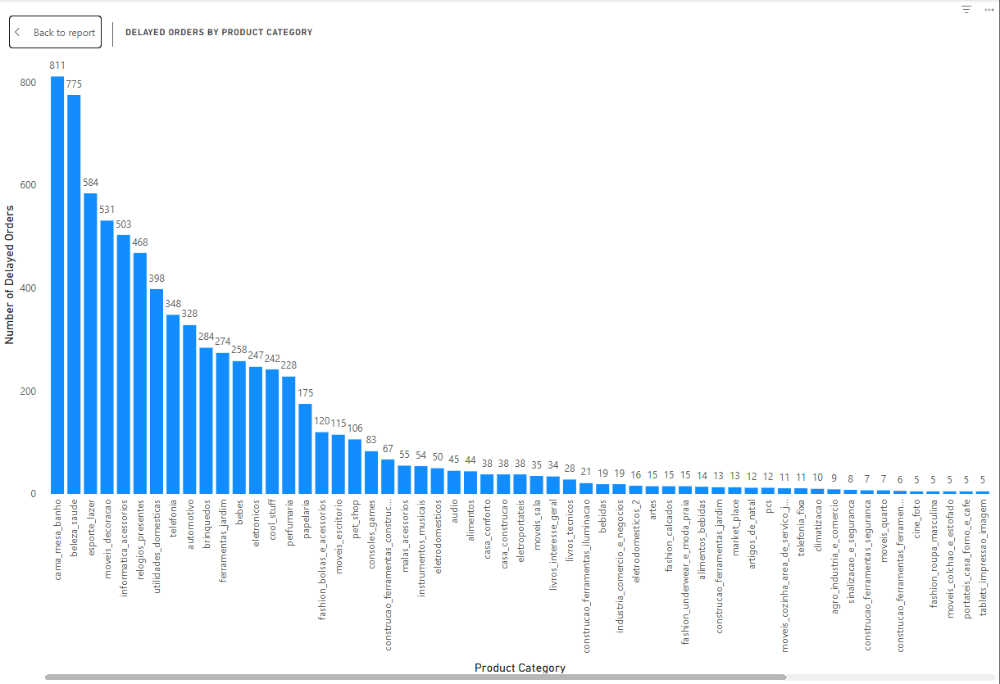 Back to report
DELAYED ORDERS BY PRODUCT CATEGORY
Number of Delayed Orders
800
600
400
200
0
811
775
584
531
503
468
398
348
328
284
274
258
247
242
228
175
120
115
106
83
67
55
54
50
45
44
38
38
38
35
34
28
21
19
19
16
15
15
15
14
13
13
12
12
11
11
10
9
8
7
7
6
5
5
5
5
5
cama_mesa_banho
beleza_saude
esporte_lazer
moveis_decoracao
informatica_acessorios
relogios_presentes
utilidades_domesticas
telefonia
automotivo
brinquedos
ferramentas_jardim
bebes
eletronicos
cool_stuff
perfumaria
papelaria
fashion_bolsas_e_acessorios
moveis_escritorio
pet_shop
consoles_games
construcao_ferramentas_construc...
malas_acessorios
instrumentos_musicais
eletrodomesticos
audio
alimentos
casa_conforto
casa_construcao
eletroportateis
moveis_sala
livros_interesse_geral
livros_tecnicos
construcao_ferramentas_iluminacao
bebidas
industria_comercio_e_negocios
eletrodomesticos_2
artes
fashion_calcados
fashion_underwear_e_moda_praia
alimentos_bebidas
construcao_ferramentas_jardim
market_place
artigos_de_natal
pcs
moveis_cozinha_area_de_servico_j...
telefonia_fixa
climatizacao
agro_industria_e_comercio
sinalizacao_e_seguranca
construcao_ferramentas_seguranca
moveis_quarto
construcao_ferramentas_ferramen...
cine_foto
fashion_roupa_masculina
moveis_colchao_e_estofado
portateis_casa_forno_e_cafe
tablets_impressao_imagem
Product Category